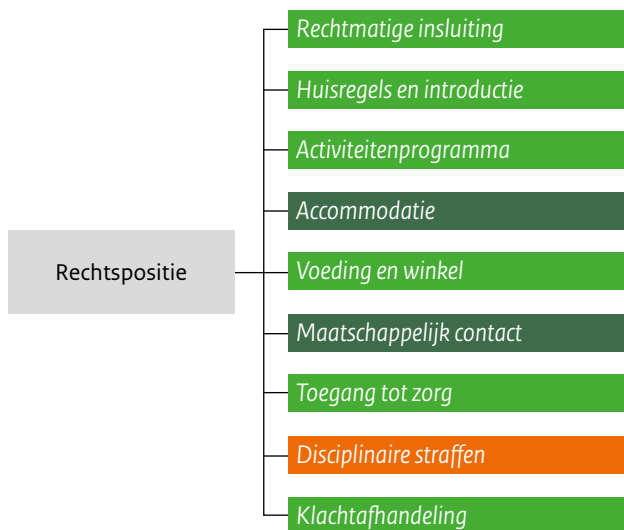 Rechtmatige insluiting
Huisregels en introductie
Activiteitenprogramma
Accommodatie
Rechtspositie
Voeding en winkel
Maatschappelijk contact
Toegang tot zorg
Disciplinaire straffen
Klachtafhandeling